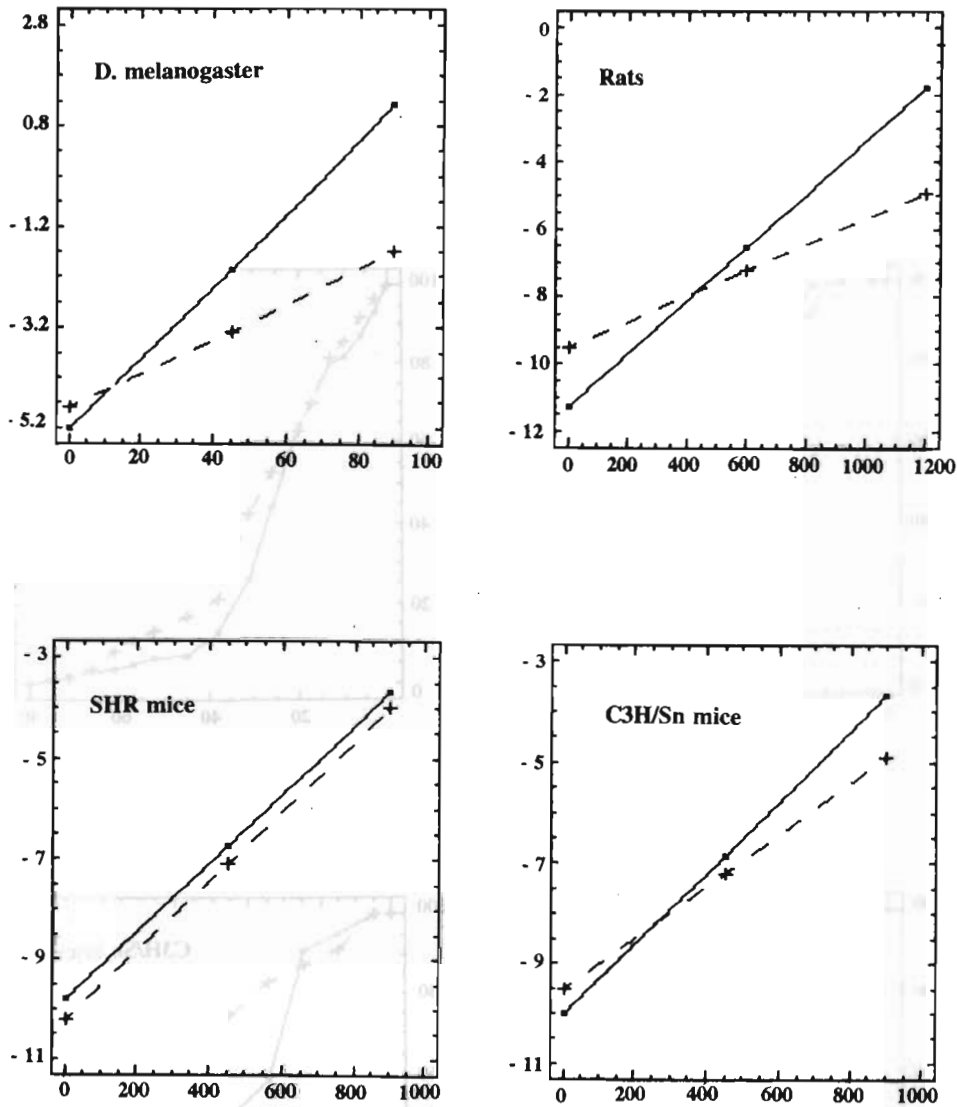 D. melanogaster
2.8
0.8
- 1.2
- 3.2
- 5.2
0 20 40 60 80 100
Rats
0
- 2
- 4
- 6
- 8
- 10
- 12
0 200 400 600 800 1000 1200
SHR mice
- 3
- 5
- 7
- 9
- 11
0 200 400 600 800 1000
C3H/Sn mice
- 3
- 5
- 7
- 9
- 11
0 200 400 600 800 1000